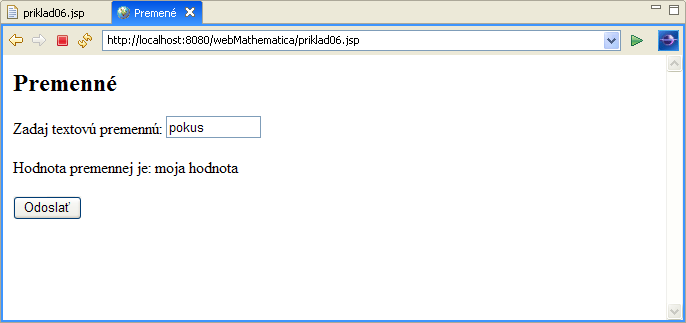 priklad06.jsp Premené
http://localhost:8080/webMathematica/priklad06.jsp
Premenné
Zadaj textovú premennú: pokus
Hodnota premennej je: moja hodnota
Odoslať